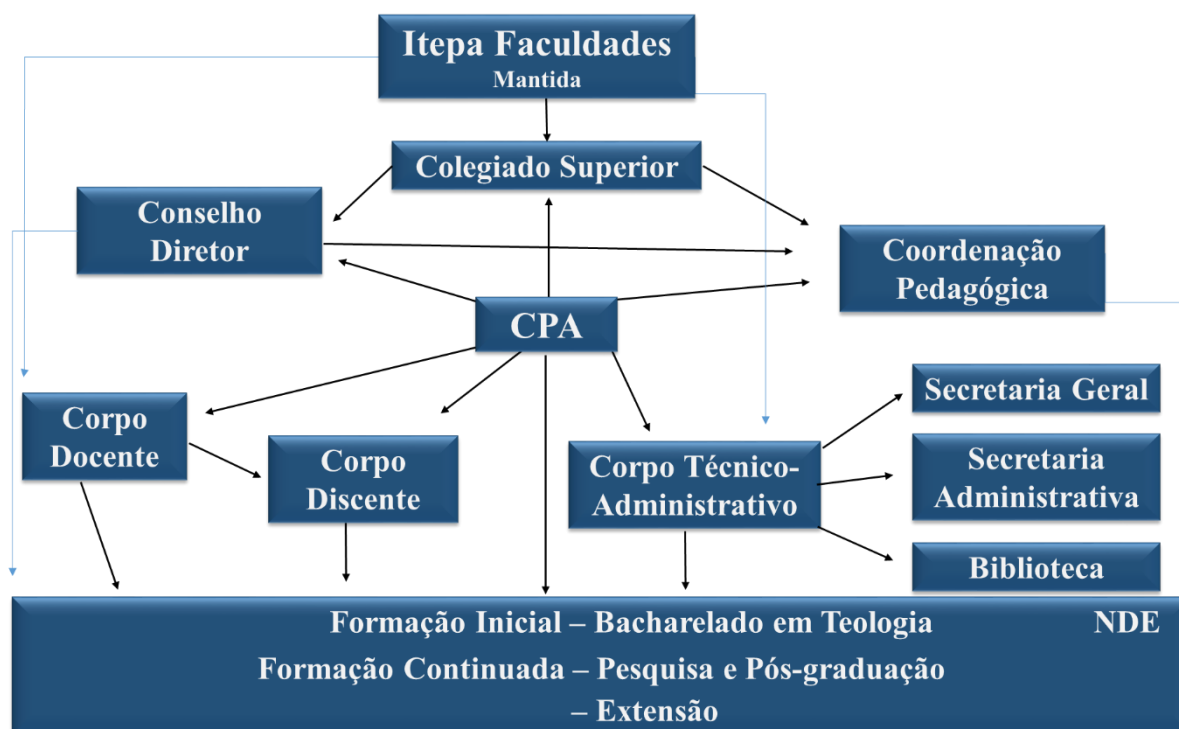 Itepa Faculdades
Mantida
Colegiado Superior
Conselho
Diretor
Coordenação
Pedagógica
CPA
Corpo
Docente
Corpo
Discente
Corpo Técnico-
Administrativo
Secretaria Geral
Secretaria
Administrativa
Biblioteca
Formação Inicial – Bacharelado em Teologia NDE
Formação Continuada – Pesquisa e Pós-graduação
– Extensão